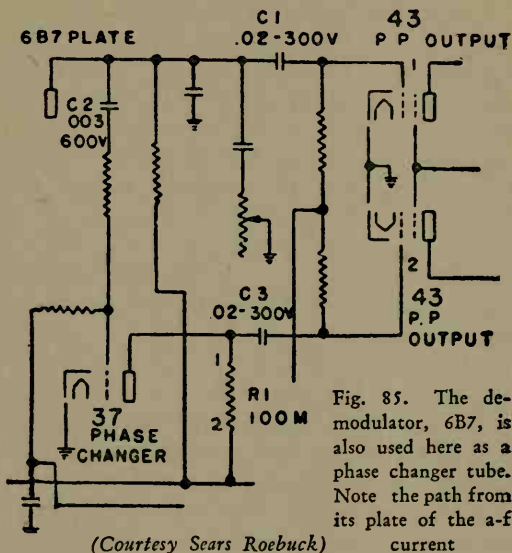 43
C1
6B7 PLATE
.02-300V
P P OUTPUT
1
C2
003
600V
2
C3
.02-300V
43
P.P
OUTPUT
1
R1
100M
2
37
PHASE
CHANGER
Fig. 85. The de-
modulator, 6B7, is
also used here as a
phase changer tube.
Note the path from
its plate of the a-f
current
(Courtesy Sears Roebuck)